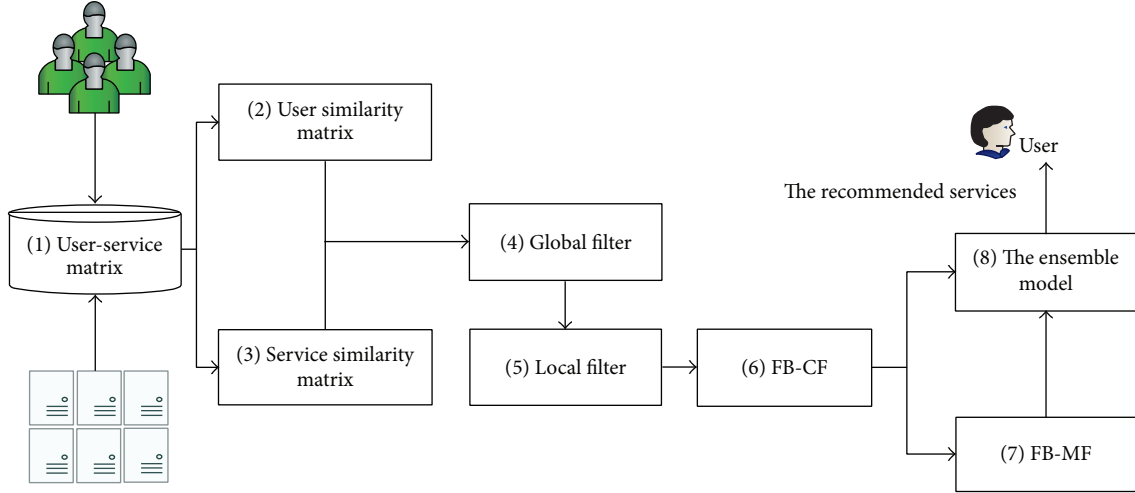 (1) User-service
matrix
(2) User similarity
matrix
(3) Service similarity
matrix
(4) Global filter
(5) Local filter
(6) FB-CF
(7) FB-MF
(8) The ensemble
model
The recommended services
User